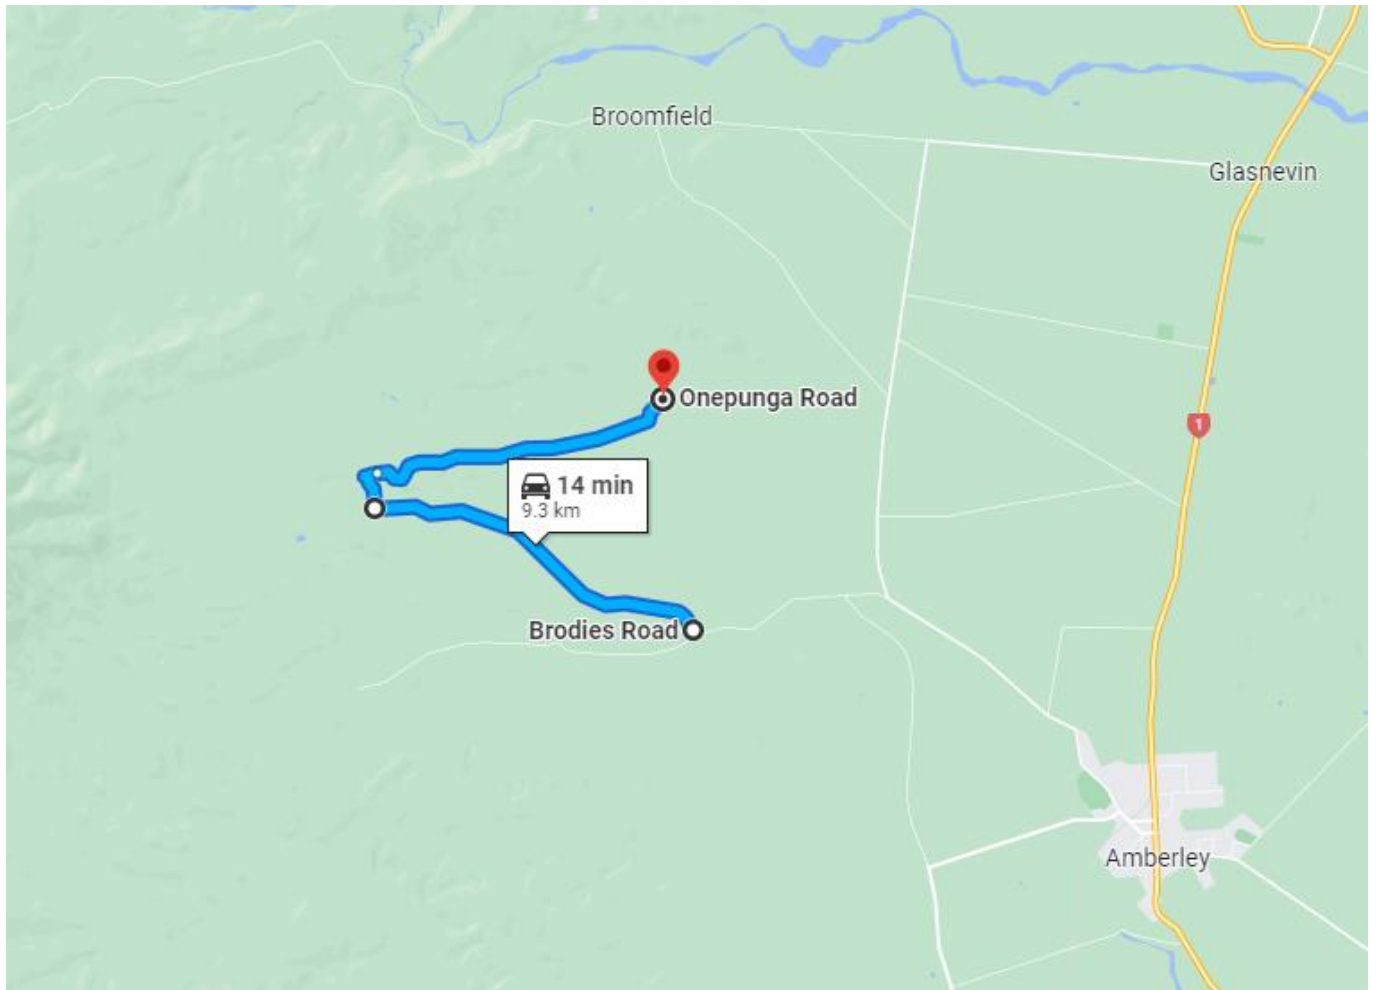 Broomfield
Glasnevin
Onepunga Road
1
14 min
9.3 km
Brodies Road
Amberley